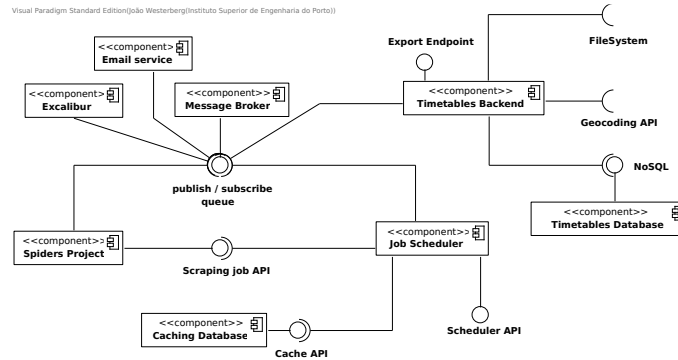 Visual Paradigm Standard Edition(João Westerberg(Instituto Superior de Engenharia do Porto))
Export Endpoint
FileSystem
<<component>>
Email service
<<component>>
Excalibur
<<component>>
Message Broker
<<component>>
Timetables Backend
Geocoding API
NoSQL
publish / subscribe
queue
<<component>>
Timetables Database
<<component>>
Spiders Project
<<component>>
Job Scheduler
Scraping job API
<<component>>
Caching Database
Cache API
Scheduler API